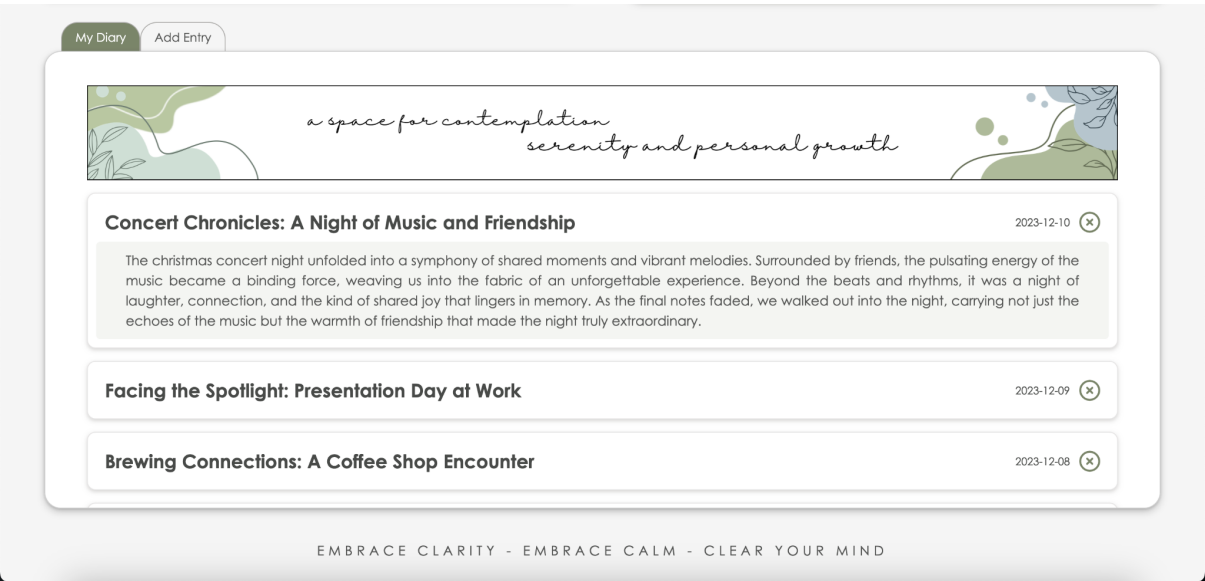 My Diary
Add Entry
a space for contemplation
serenity and personal growth
Concert Chronicles: A Night of Music and Friendship
2023-12-10
The christmas concert night unfolded into a symphony of shared moments and vibrant melodies. Surrounded by friends, the pulsating energy of the
music became a binding force, weaving us into the fabric of an unforgettable experience. Beyond the beats and rhythms, it was a night of
laughter, connection, and the kind of shared joy that lingers in memory. As the final notes faded, we walked out into the night, carrying not just the
echoes of the music but the warmth of friendship that made the night truly extraordinary.
Facing the Spotlight: Presentation Day at Work
2023-12-09
Brewing Connections: A Coffee Shop Encounter
2023-12-08
EMBRACE CLARITY - EMBRACE CALM - CLEAR YOUR MIND